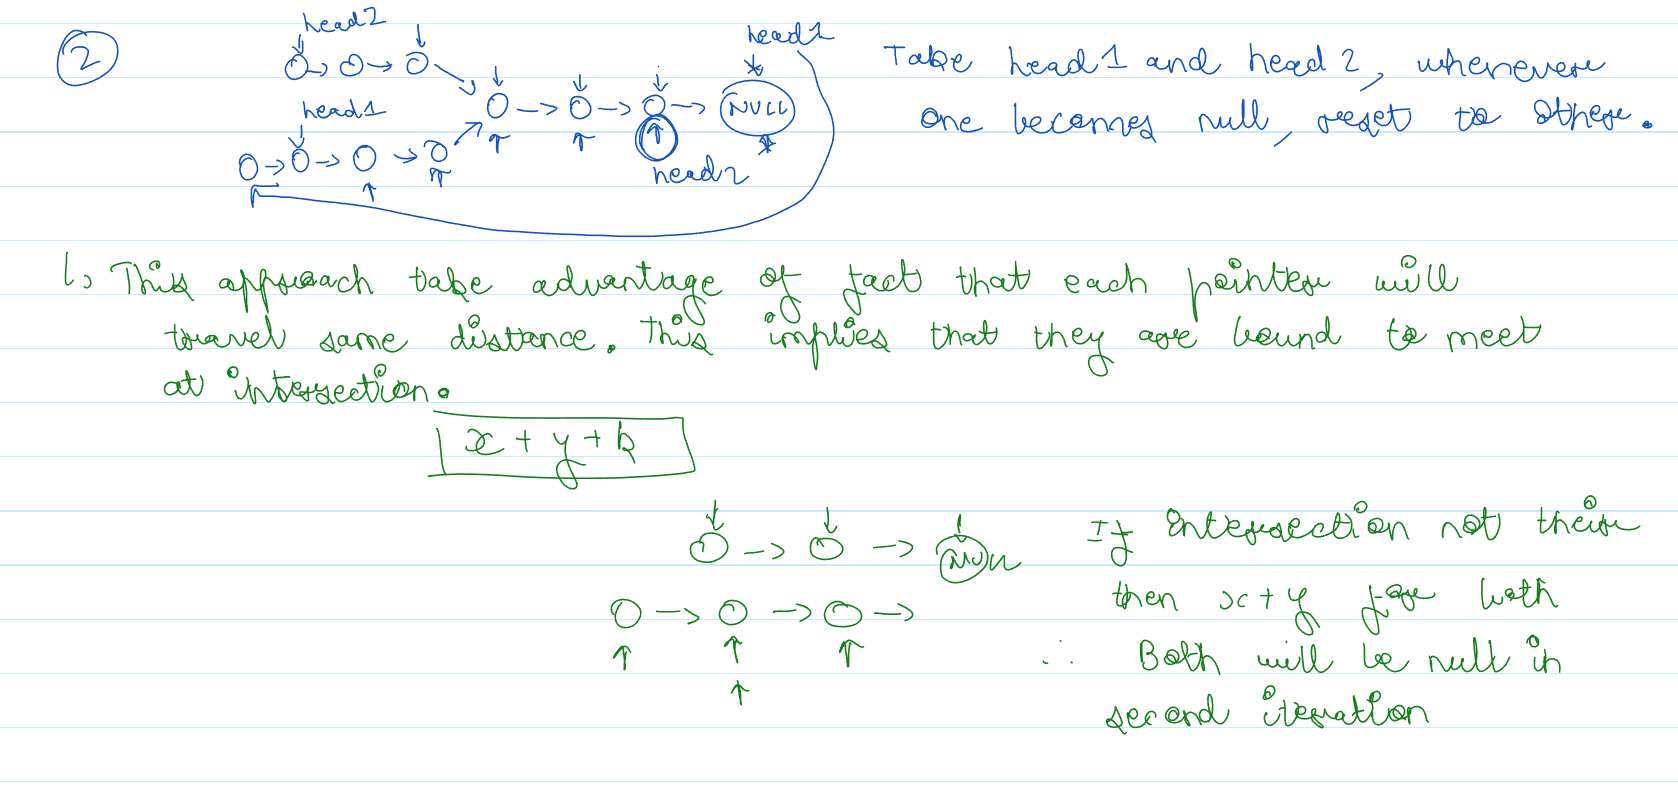 2
head2
head1
Take head1 and head2, whenever
one becomes null, reset to other.
head1
NULL
head2
↳ This approach take advantage of fact that each pointer will
travel same distance. This implies that they are bound to meet
at intersection.
x + y + k
NULL
If Intersection not their
then x+y for both
∴ Both will be null in
second iteration